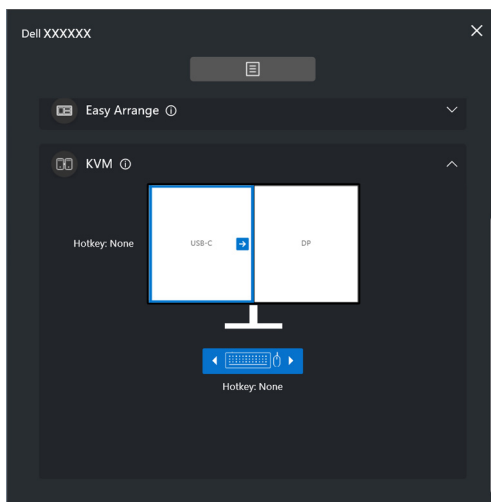 Dell XXXXXX
Easy Arrange
KVM
Hotkey: None
USB-C
DP
Hotkey: None